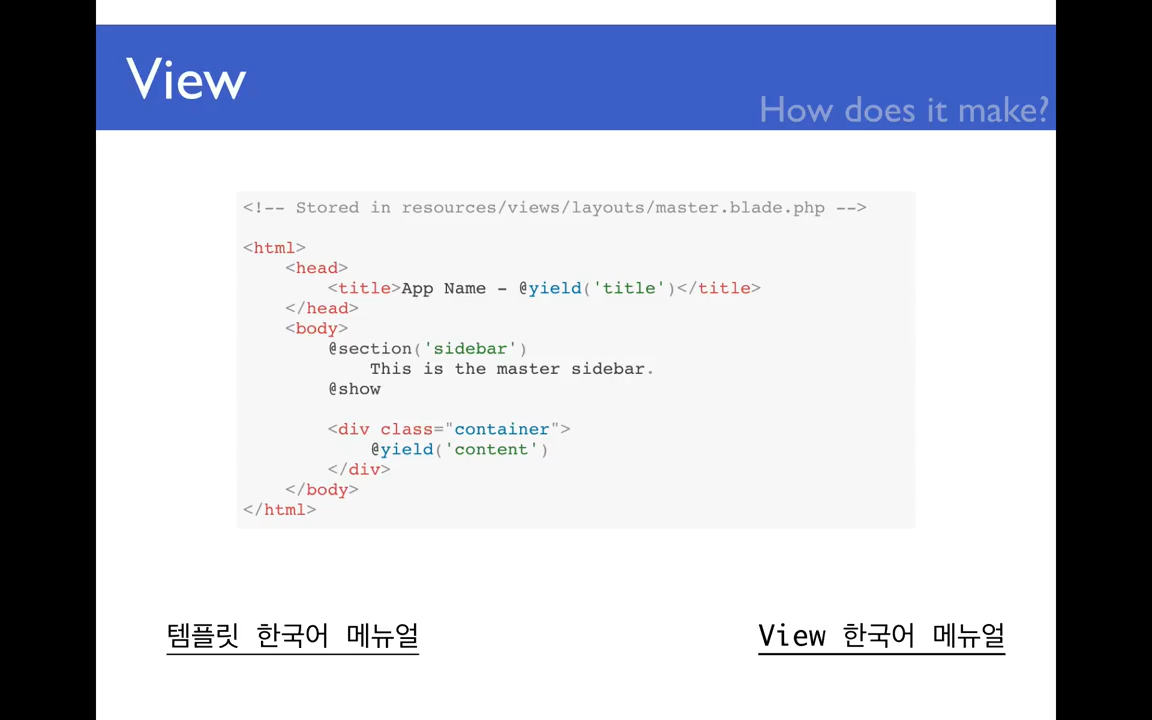 View
How does it make?
<!-- Stored in resources/views/layouts/master.blade.php -->
<html>
    <head>
        <title>App Name - @yield('title')</title>
    </head>
    <body>
        @section('sidebar')
            This is the master sidebar.
        @show
        <div class="container">
            @yield('content')
        </div>
    </body>
</html>
템플릿 한국어 메뉴얼
View 한국어 메뉴얼